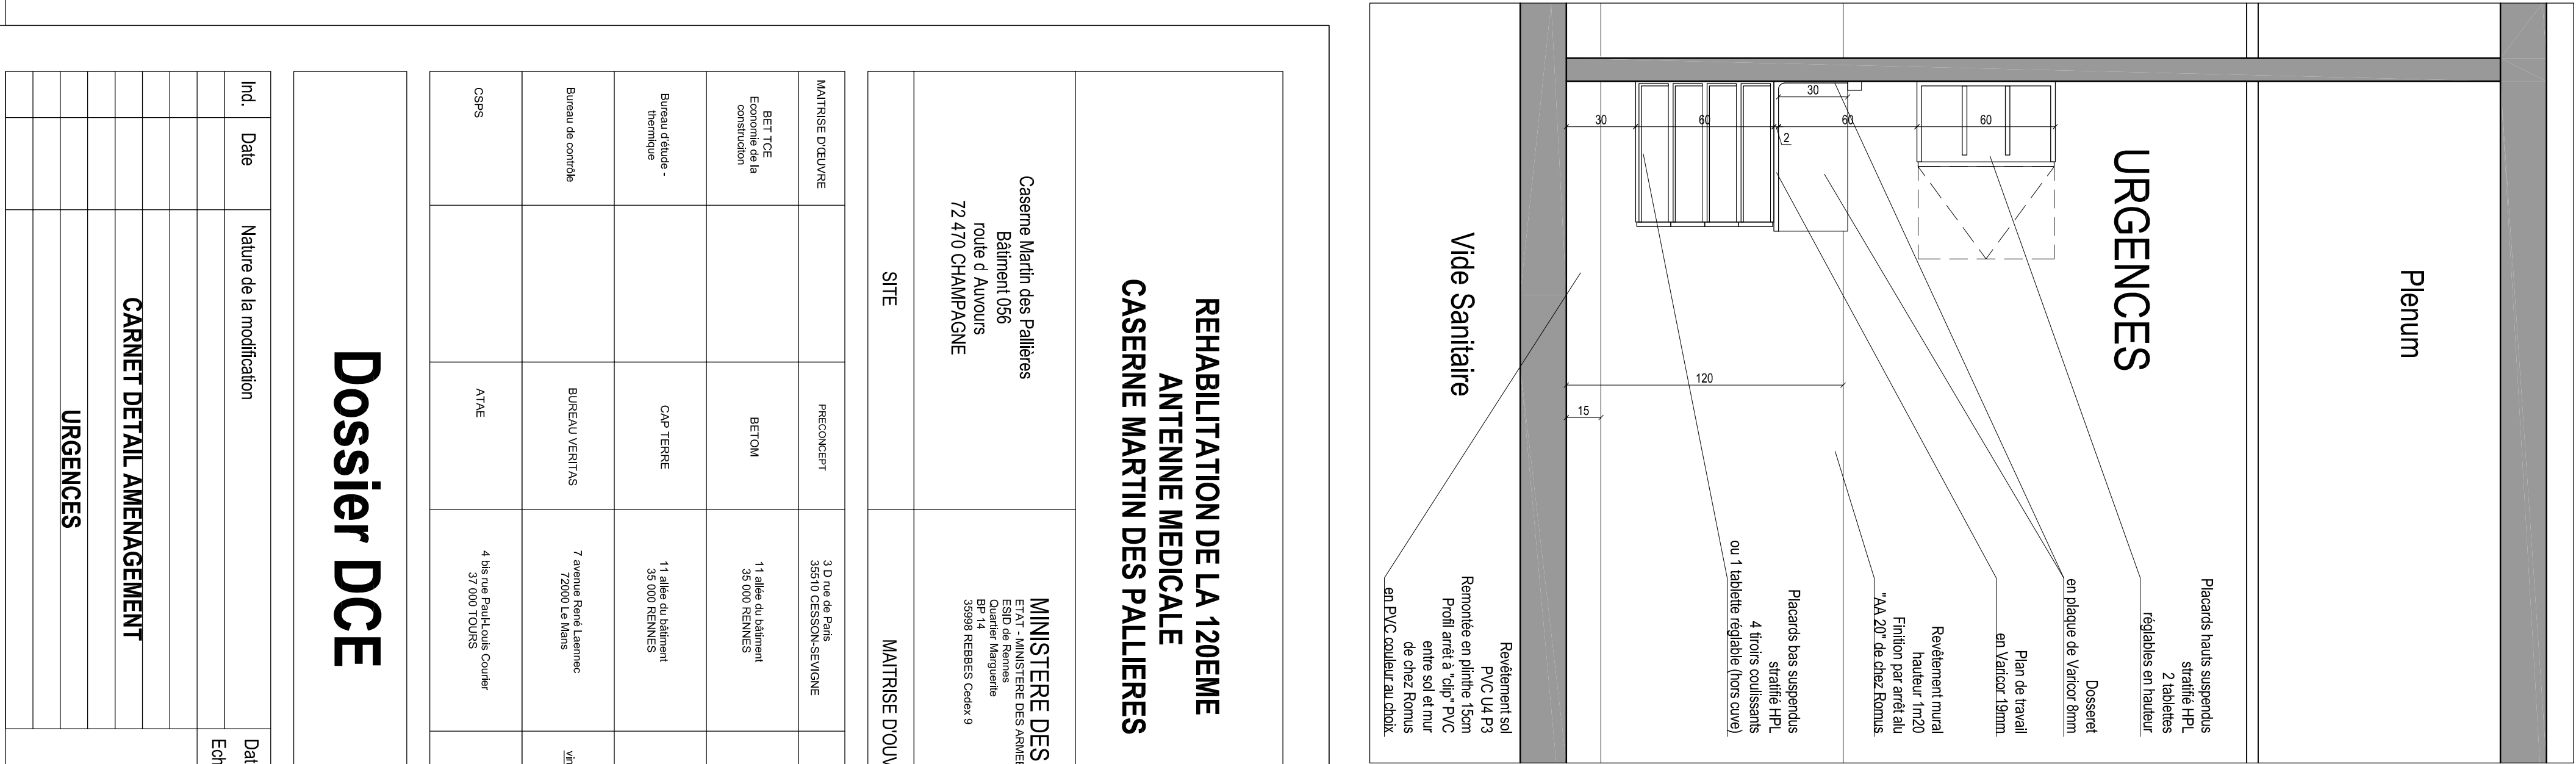 Plenum
URGENCES
Vide Sanitaire
60
60
60
30
30
2
120
15
Placards hauts suspendus
stratifié HPL
2 tablettes
réglables en hauteur
Dosseret
en plaque de Varicor 8mm
Plan de travail
en Varicor 19mm
Revêtement mural
hauteur 1m20
Finition par arrêt alu
"AA 20" de chez Romus
Placards bas suspendus
stratifié HPL
4 tiroirs coulissants
ou 1 tablette réglable (hors cuve)
Revêtement sol
PVC U4 P3
Remontée en plinthe 15cm
Profil arrêt à "clip" PVC
entre sol et mur
de chez Romus
en PVC couleur au choix
REHABILITATION DE LA 120EME
ANTENNE MEDICALE
CASERNE MARTIN DES PALIERES
Caserne Martin des Pallières
Bâtiment 056
route d Auvours
72 470 CHAMPAGNE
SITE
MINISTERE DES
ETAT - MINISTERE DES ARMEE
ESID de Rennes
Quartier Marguerite
BP 14
35998 REBBES Cedex 9
MAITRISE D'OUV
MAITRISE D'ŒUVRE
PRECONCEPT
3 D rue de Paris
35510 CESSON-SEVIGNE
BET TCE
Economie de la
construciton
BETOM
11 allée du bâtiment
35 000 RENNES
Bureau d'étude -
thermique
CAP TERRE
11 allée du bâtiment
35 000 RENNES
Bureau de contrôle
BUREAU VERITAS
7 avenue René Laennec
72000 Le Mans
vin
CSPS
ATAE
4 bis rue Paul-Louis Courier
37 000 TOURS
Dossier DCE
Ind.
Date
Nature de la modification
Dat
Ech
CARNET DETAIL AMENAGEMENT
URGENCES